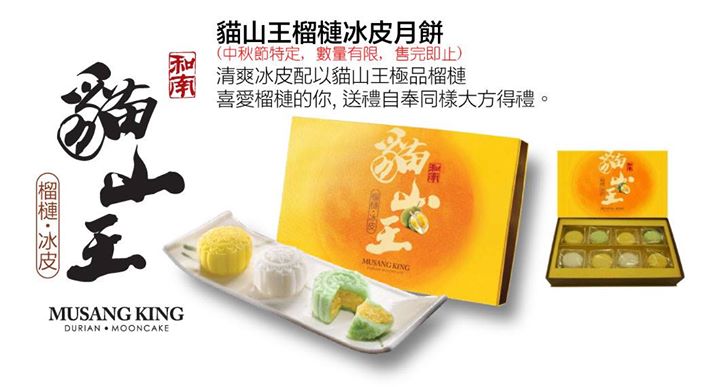 貓山王榴槤冰皮月餅
(中秋節特定，數量有限，售完即止)
清爽冰皮配以貓山王極品榴槤
喜愛榴槤的你, 送禮自奉同樣大方得禮。
和南
貓山王
榴槤•冰皮
MUSANG KING
DURIAN • MOONCAKE
貓山王
和南
榴槤•冰皮
MUSANG KING
DURIAN • MOONCAKE
貓山王
和南